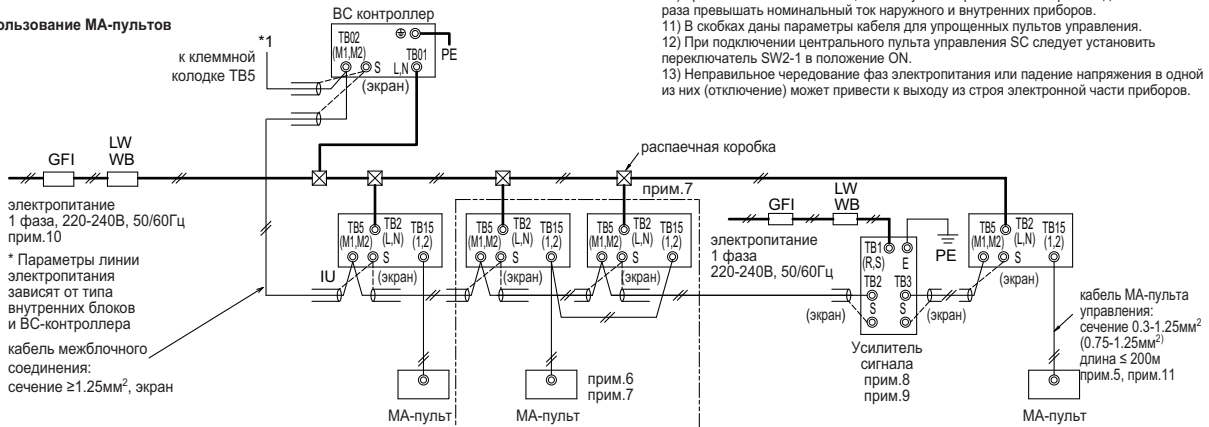 раза превышать номинальный ток наружного и внутренних приборов.
11) В скобках даны параметры кабеля для упрощенных пультов управления.
12) При подключении центрального пульта управления SC следует установить
переключатель SW2-1 в положение ON.
13) Неправильное чередование фаз электропитания или падение напряжения в одной
из них (отключение) может привести к выходу из строя электронной части приборов.
пользование МА-пультов
ВС контроллер
*1
к клеммной
колодке TB5
TB02
(M1,M2)
S
L,N
TB01
PE
(экран)
GFI
LW
WB
электропитание
1 фаза, 220-240В, 50/60Гц
прим.10
* Параметры линии
электропитания
зависят от типа
внутренних блоков
и ВС-контроллера
кабель межблочного
соединения:
сечение ≥1.25мм², экран
распаечная коробка
прим.7
IU
TB5
(M1,M2)
TB2
(L,N)
TB15
(1,2)
S
(экран)
МА-пульт
TB5
(M1,M2)
TB2
(L,N)
TB15
(1,2)
S
МА-пульт
прим.6
прим.7
TB5
(M1,M2)
TB2
(L,N)
TB15
(1,2)
S
(экран)
GFI
LW
WB
электропитание
1 фаза
220-240В, 50/60Гц
TB1
(R,S)
E
PE
TB2
TB3
S
S
(экран)
(экран)
Усилитель
сигнала
прим.8
прим.9
TB5
(M1,M2)
TB2
(L,N)
TB15
(1,2)
S
(экран)
кабель МА-пульта
управления:
сечение 0.3-1.25мм²
(0.75-1.25мм²)
длина ≤ 200м
прим.5, прим.11
МА-пульт